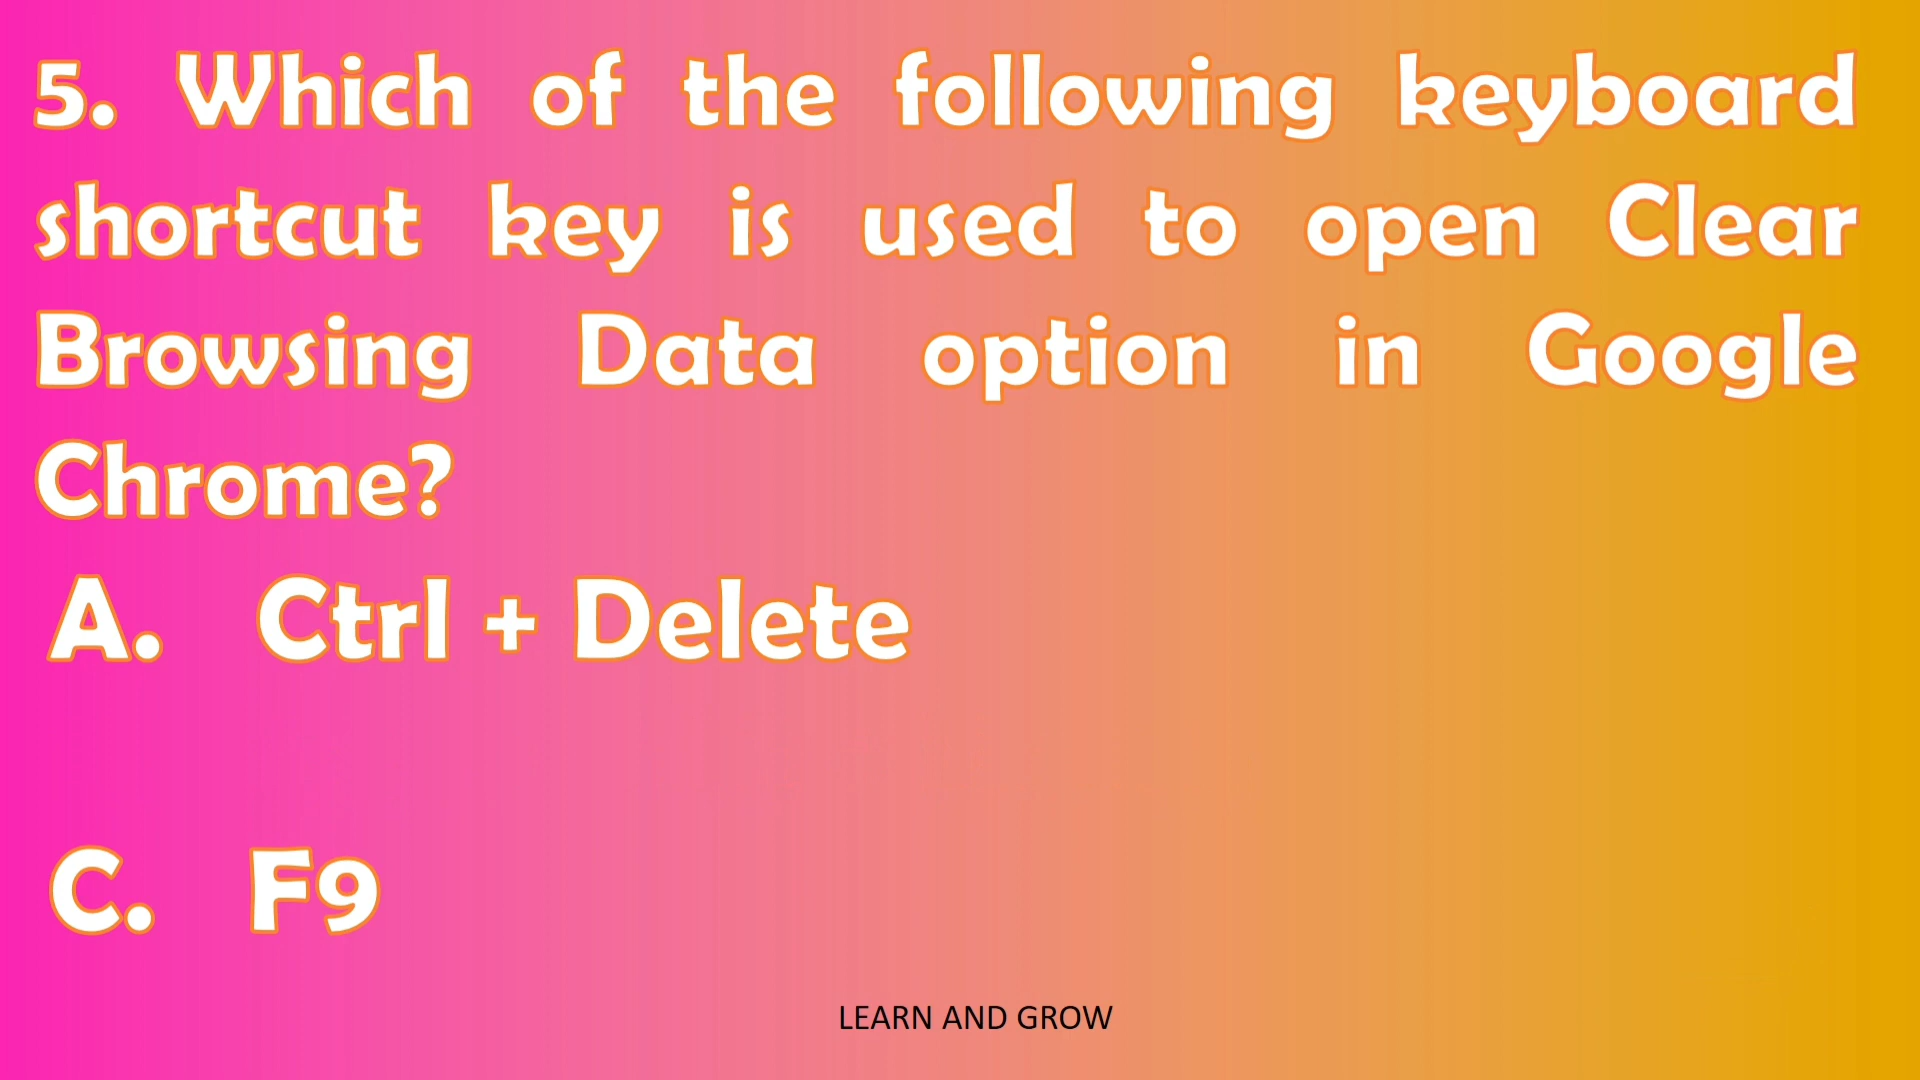 5. Which of the following keyboard
shortcut key is used to open Clear
Browsing Data option in Google
Chrome?
A. Ctrl + Delete
C. F9
LEARN AND GROW